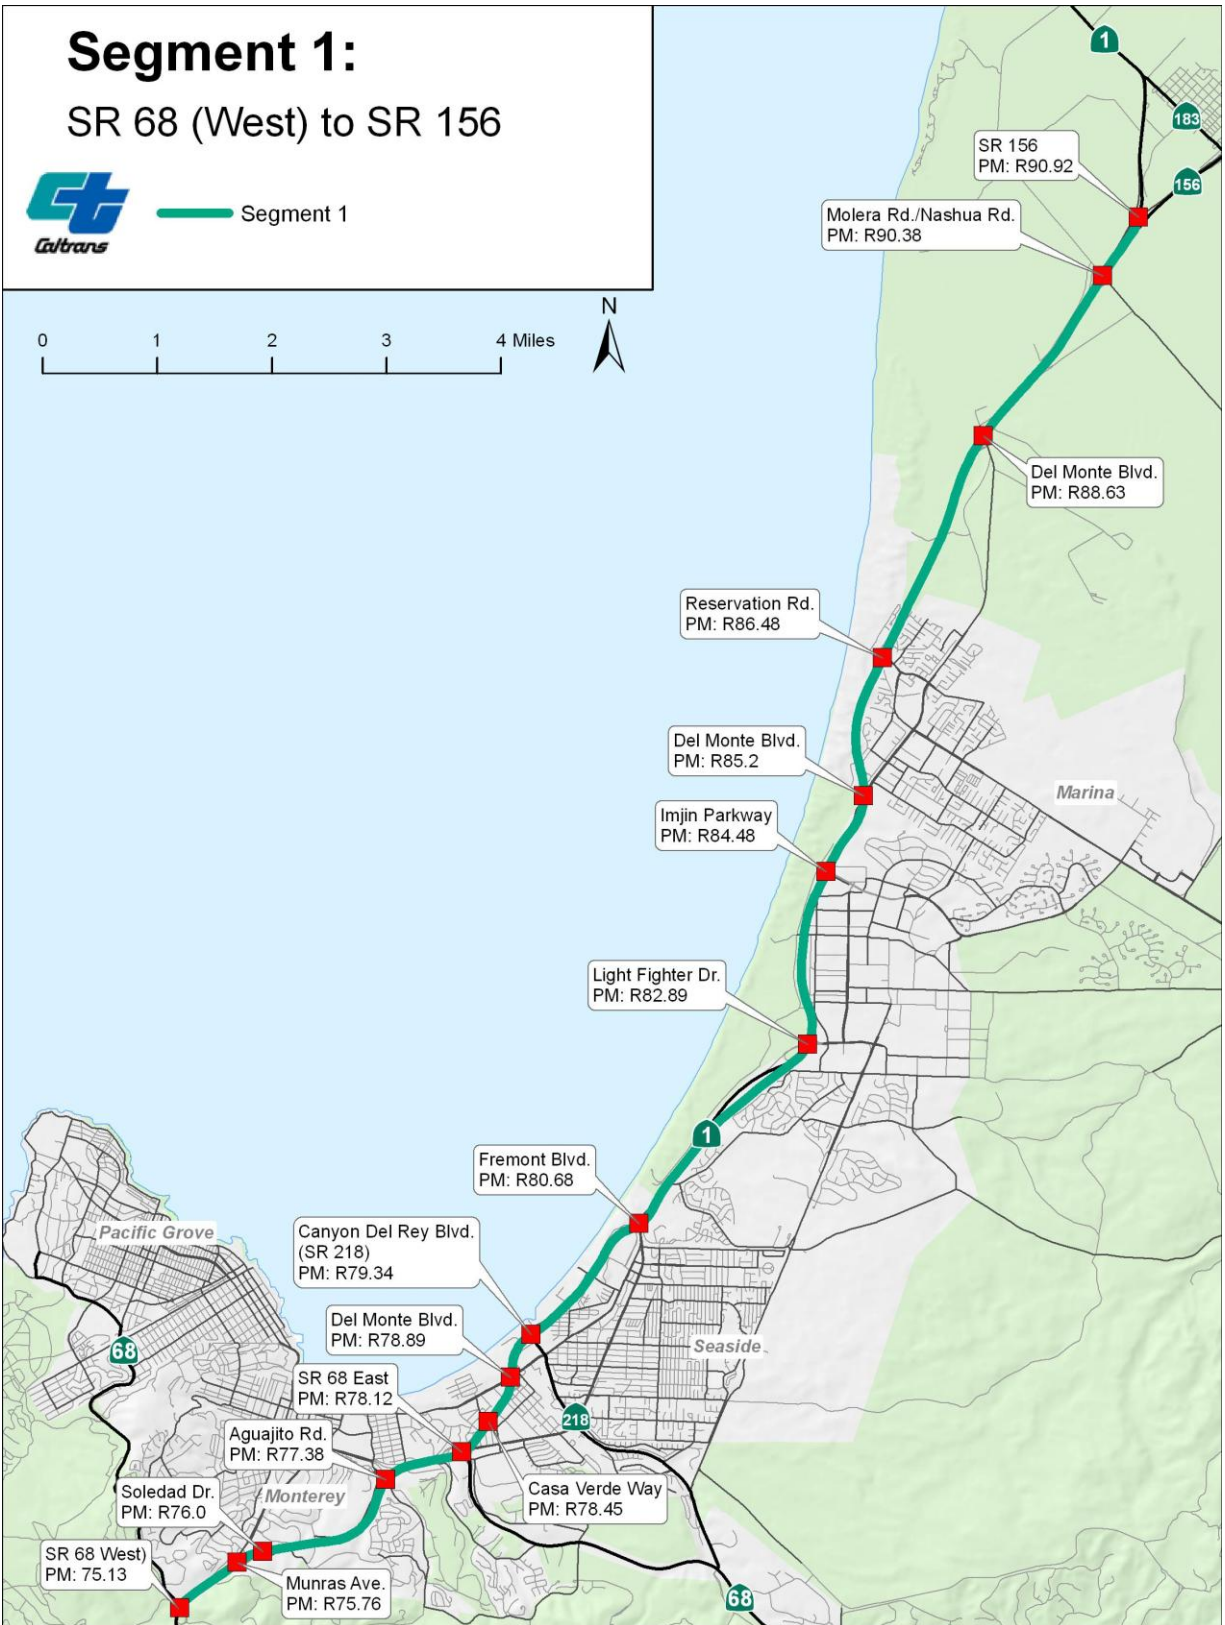 Segment 1:
SR 68 (West) to SR 156
Caltrans
Segment 1
0 1 2 3 4 Miles
N
1
183
156
SR 156
PM: R90.92
Molera Rd./Nashua Rd.
PM: R90.38
Del Monte Blvd.
PM: R88.63
Reservation Rd.
PM: R86.48
Del Monte Blvd.
PM: R85.2
Marina
Imjin Parkway
PM: R84.48
Light Fighter Dr.
PM: R82.89
1
Fremont Blvd.
PM: R80.68
Pacific Grove
Canyon Del Rey Blvd.
(SR 218)
PM: R79.34
Del Monte Blvd.
PM: R78.89
Seaside
68
SR 68 East
PM: R78.12
218
Aguajito Rd.
PM: R77.38
Casa Verde Way
PM: R78.45
Soledad Dr.
PM: R76.0
Monterey
SR 68 West)
PM: 75.13
Munras Ave.
PM: R75.76
68